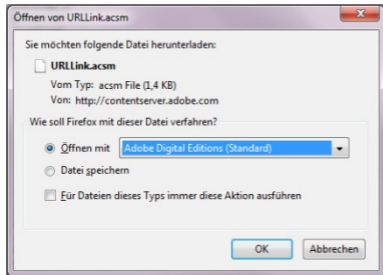 Öffnen von URLLink.acsm
Sie möchten folgende Datei herunterladen:
URLLink.acsm
Vom Typ: acsm File (1,4 KB)
Von: http://contentserver.adobe.com
Wie soll Firefox mit dieser Datei verfahren?
Öffnen mit Adobe Digital Editions (Standard)
Datei speichern
Für Dateien dieses Typs immer diese Aktion ausführen
OK Abbrechen